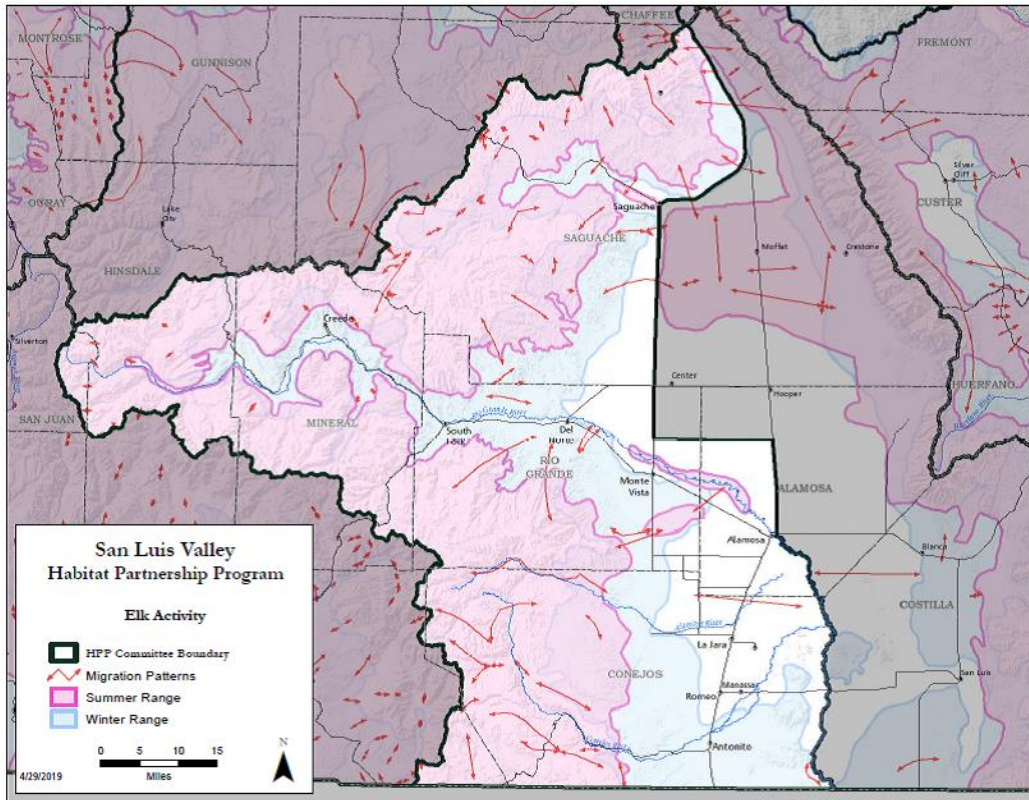 CHAFFEE
MONTROSE
FREMONT
GUNNISON
OURAY
Lake
City
Silver
Cliff
CUSTER
Saguache
SAGUACHE
Moffat
Crestone
HINSDALE
Creede
Silverton
Center
Hooper
HUERFANO
SAN JUAN
MINERAL
Rio Grande River
South
Fork
Del
Norte
RIO
GRANDE
Monte
Vista
ALAMOSA
Alamosa
Blanca
COSTILLA
Alamosa River
La Jara
CONEJOS
San Luis
Romeo
Manassa
Antonito
San Luis Valley
Habitat Partnership Program
Elk Activity
HPP Committee Boundary
Migration Patterns
Summer Range
Winter Range
0 5 10 15
Miles
N
4/29/2019